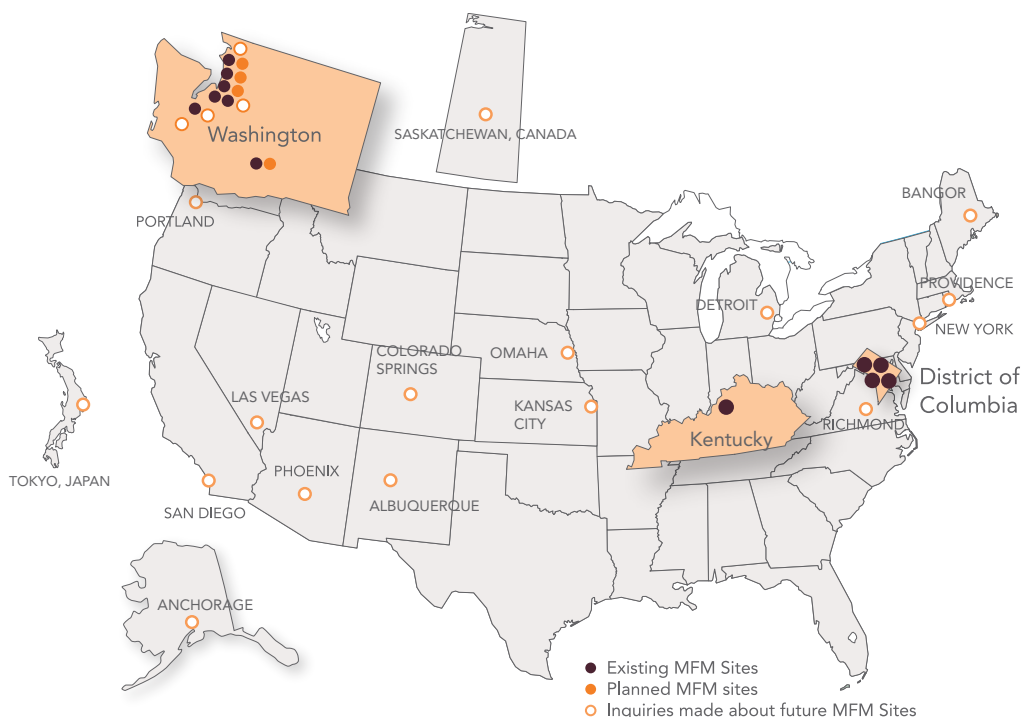 Washington
SASKATCHEWAN, CANADA
BANGOR
PORTLAND
PROVIDENCE
DETROIT
NEW YORK
COLORADO
SPRINGS
OMAHA
District of
Columbia
LAS VEGAS
KANSAS
CITY
RICHMOND
Kentucky
TOKYO, JAPAN
PHOENIX
ALBUQUERQUE
SAN DIEGO
ANCHORAGE
Existing MFM Sites
Planned MFM sites
Inquiries made about future MFM Sites